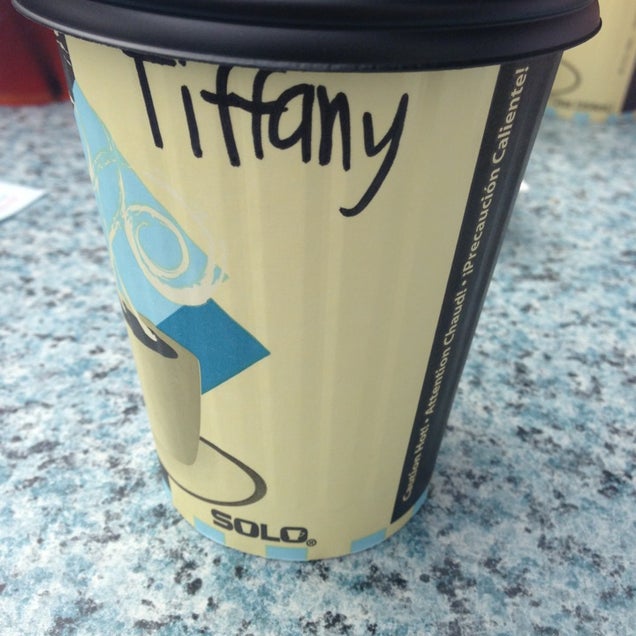 Tiffany
Caution Hot! • Attention Chaud! • ¡Precaución Caliente!
SOLO®